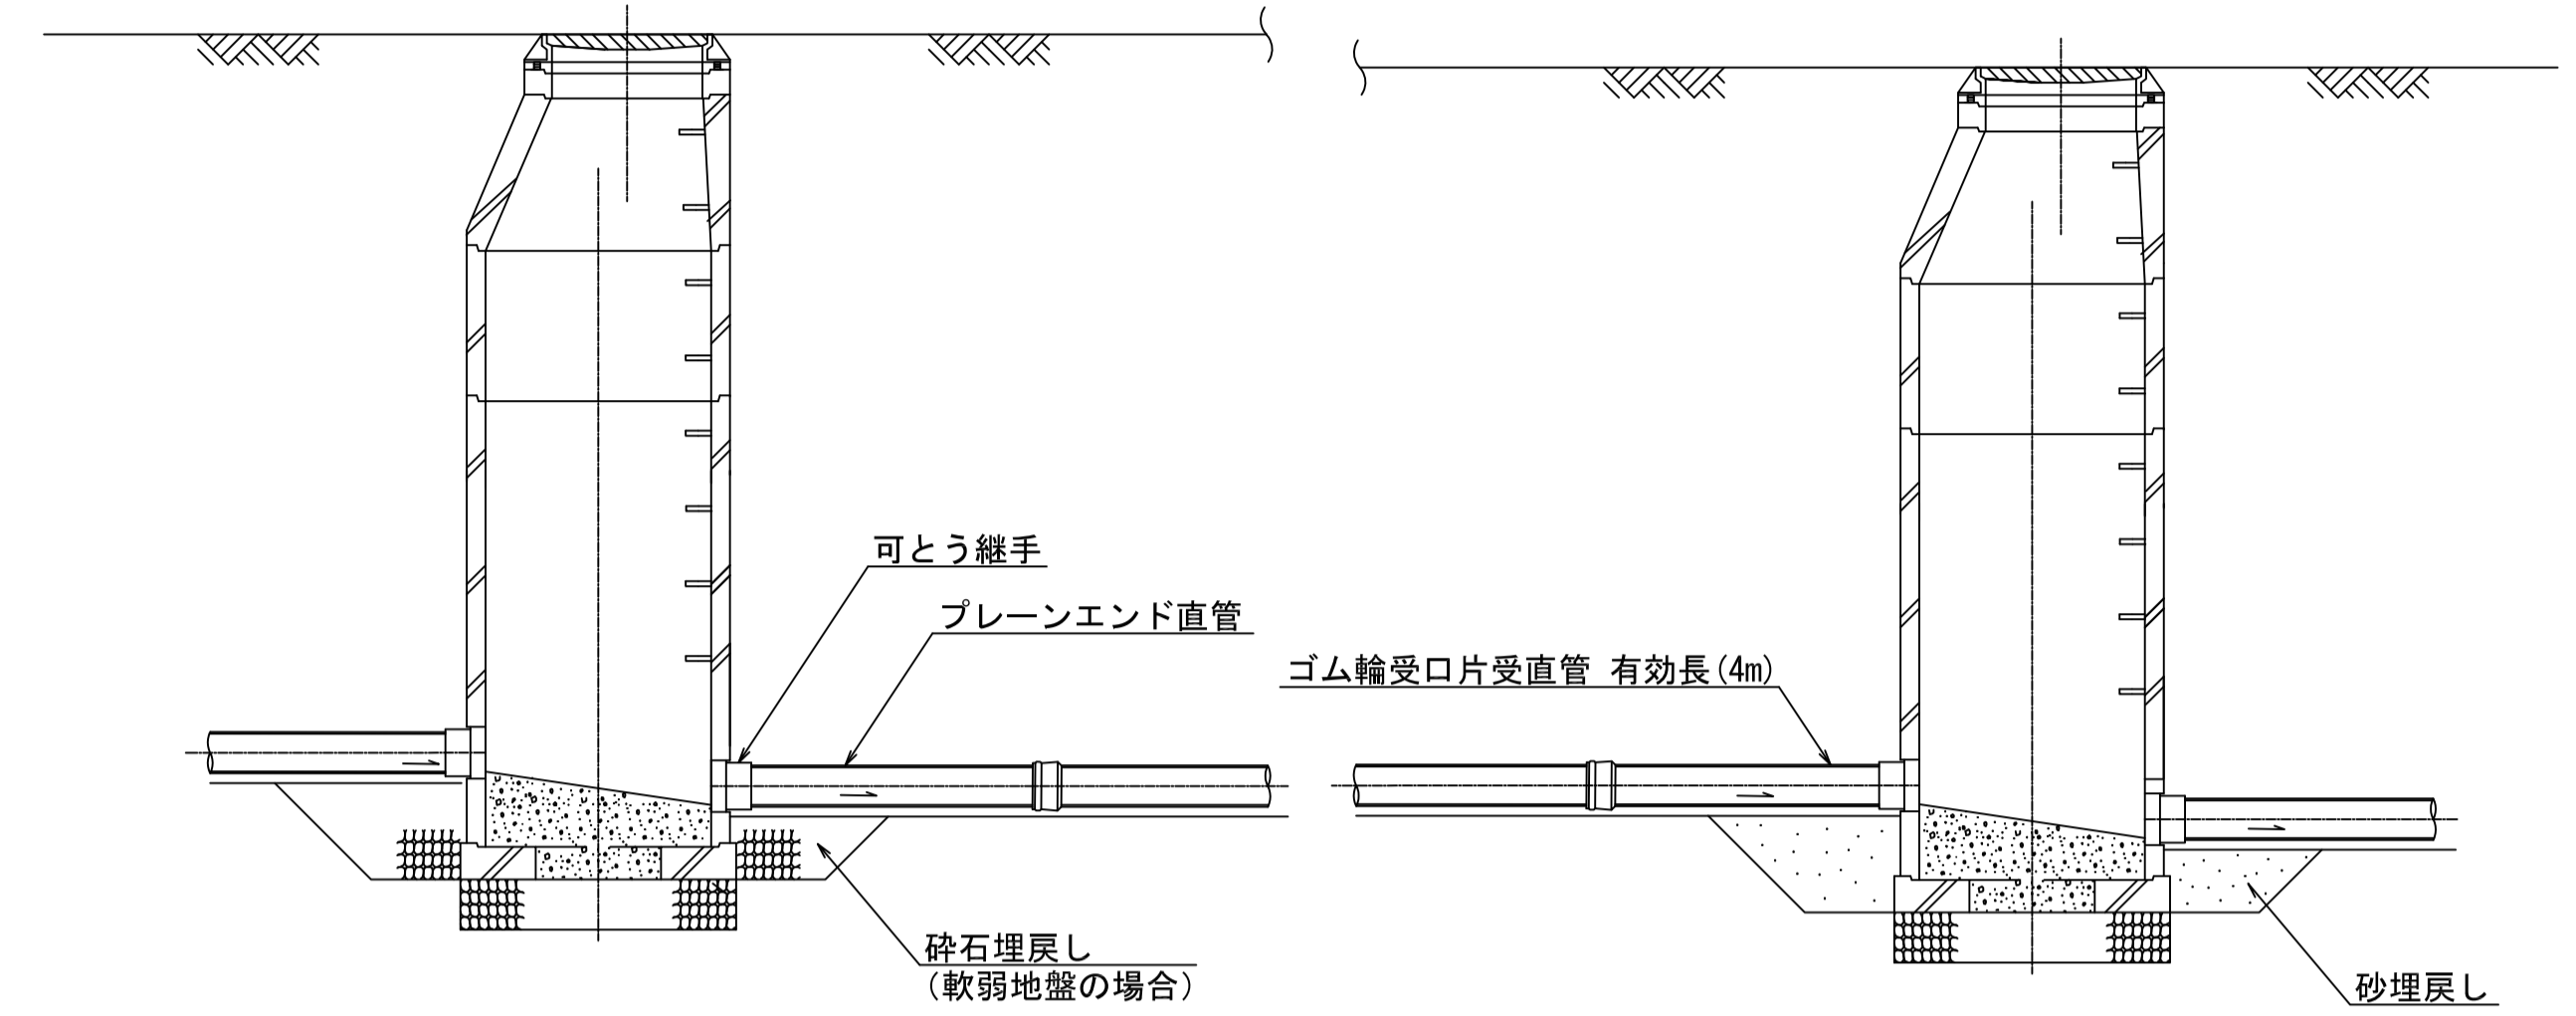 可とう継手
プレーンエンド直管
ゴム輪受口片受直管 有効長(4m)
砕石埋戻し
(軟弱地盤の場合)
砂埋戻し